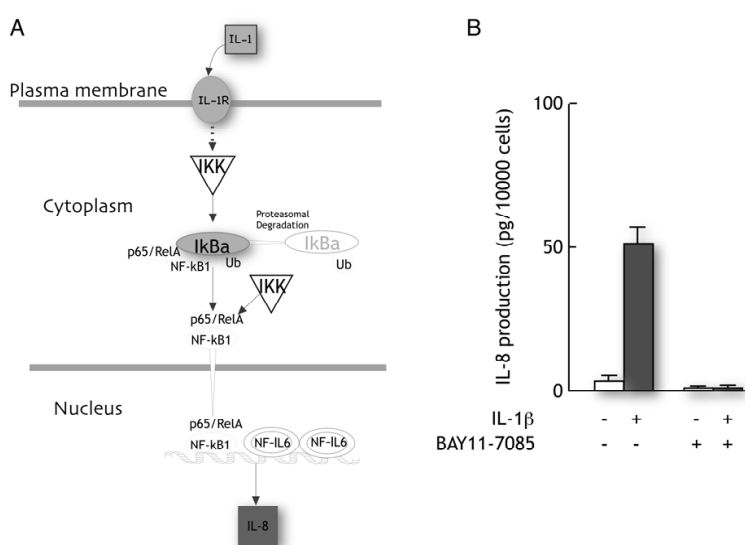 A
IL-1
Plasma membrane
IL-1R
IKK
Cytoplasm
Proteasomal
Degradation
IkBa
IkBa
p65/RelA
NF-kB1
Ub
Ub
IKK
p65/RelA
NF-kB1
Nucleus
p65/RelA
NF-kB1
NF-IL6
NF-IL6
IL-8
B
IL-8 production (pg/10000 cells)
100
50
0
IL-1β - + - +
BAY11-7085 - - + +